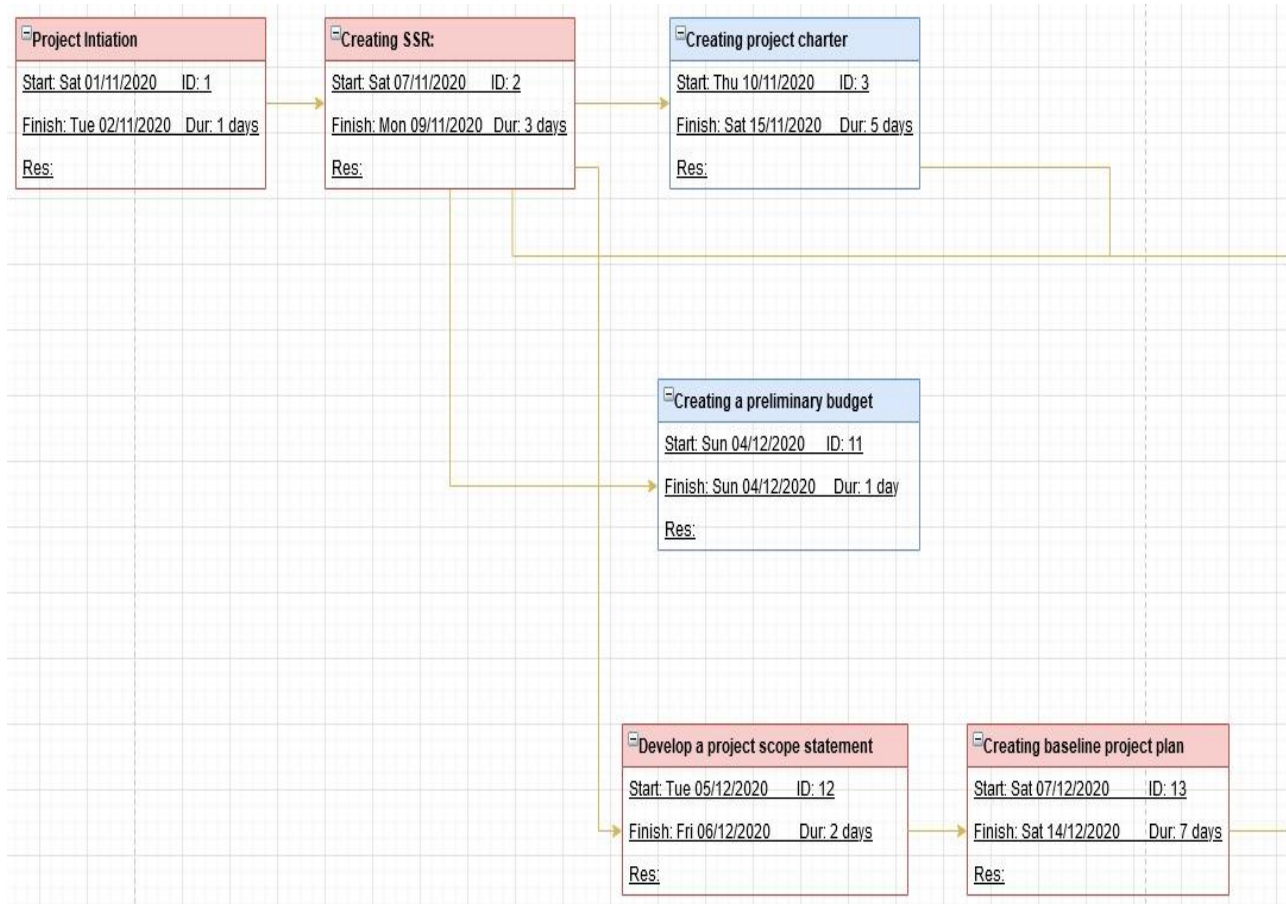 Project Intiation
Start: Sat 01/11/2020 ID: 1
Finish: Tue 02/11/2020 Dur: 1 days
Res:
Creating SSR:
Start: Sat 07/11/2020 ID: 2
Finish: Mon 09/11/2020 Dur: 3 days
Res:
Creating project charter
Start: Thu 10/11/2020 ID: 3
Finish: Sat 15/11/2020 Dur: 5 days
Res:
Creating a preliminary budget
Start: Sun 04/12/2020 ID: 11
Finish: Sun 04/12/2020 Dur: 1 day
Res:
Develop a project scope statement
Start: Tue 05/12/2020 ID: 12
Finish: Fri 06/12/2020 Dur: 2 days
Res:
Creating baseline project plan
Start: Sat 07/12/2020 ID: 13
Finish: Sat 14/12/2020 Dur: 7 days
Res: